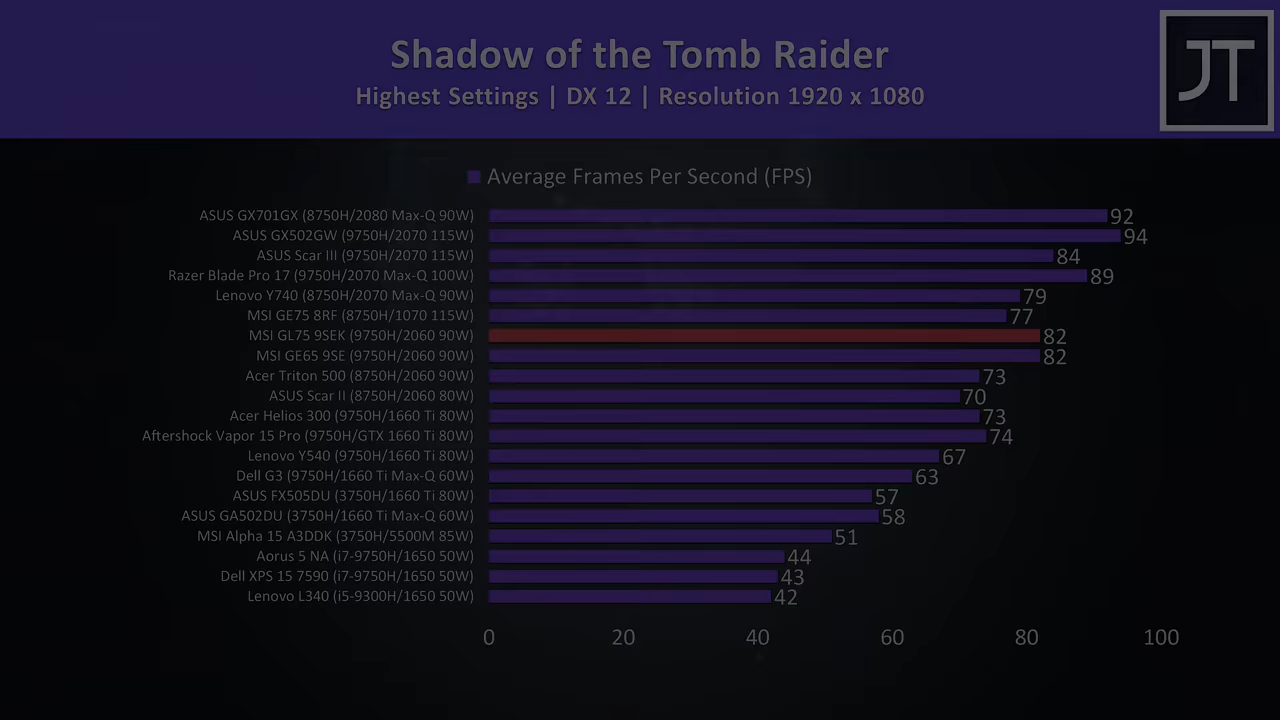 Shadow of the Tomb Raider
JT
Highest Settings | DX 12 | Resolution 1920 x 1080
Average Frames Per Second (FPS)
ASUS GX701GX (8750H/2080 Max-Q 90W) 92
ASUS GX502GW (9750H/2070 115W) 94
ASUS Scar III (9750H/2070 115W) 84
Razer Blade Pro 17 (9750H/2070 Max-Q 100W) 89
Lenovo Y740 (8750H/2070 Max-Q 90W) 79
MSI GE75 8RF (8750H/1070 115W) 77
MSI GL75 9SEK (9750H/2060 90W) 82
MSI GE65 9SE (9750H/2060 90W) 82
Acer Triton 500 (8750H/2060 90W) 73
ASUS Scar II (8750H/2060 80W) 70
Acer Helios 300 (9750H/1660 Ti 80W) 73
Aftershock Vapor 15 Pro (9750H/GTX 1660 Ti 80W) 74
Lenovo Y540 (9750H/1660 Ti 80W) 67
Dell G3 (9750H/1660 Ti Max-Q 60W) 63
ASUS FX505DU (3750H/1660 Ti 80W) 57
ASUS GA502DU (3750H/1660 Ti Max-Q 60W) 58
MSI Alpha 15 A3DDK (3750H/5500M 85W) 51
Aorus 5 NA (i7-9750H/1650 50W) 44
Dell XPS 15 7590 (i7-9750H/1650 50W) 43
Lenovo L340 (i5-9300H/1650 50W) 42
0 20 40 60 80 100